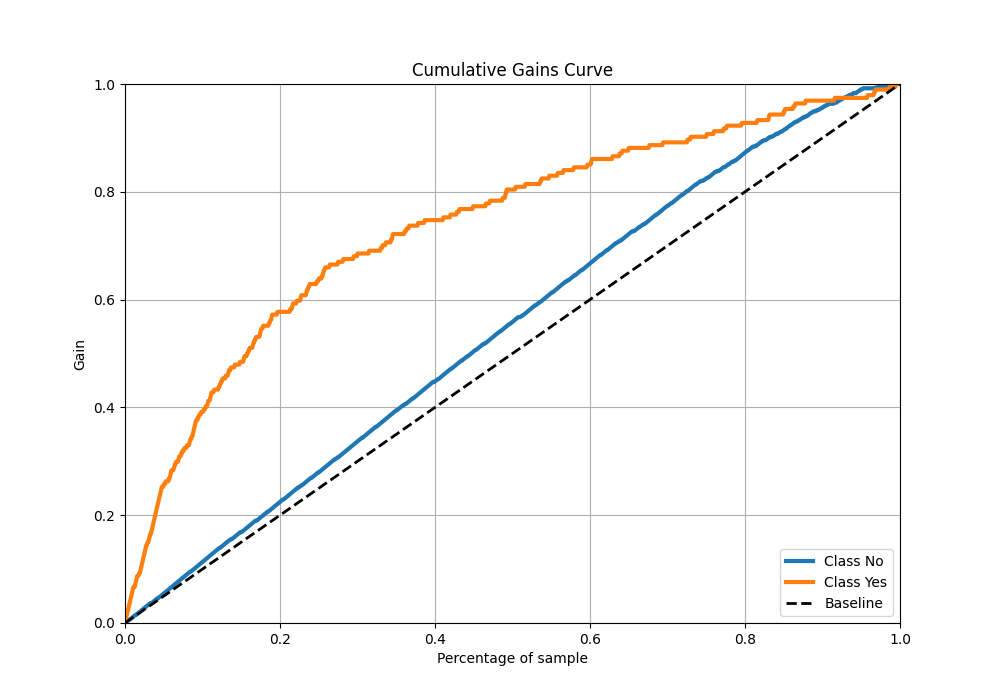 Cumulative Gains Curve
1.0
0.8
0.6
0.4
0.2
0.0
Gain
0.0 0.2 0.4 0.6 0.8 1.0
Percentage of sample
Class No
Class Yes
Baseline